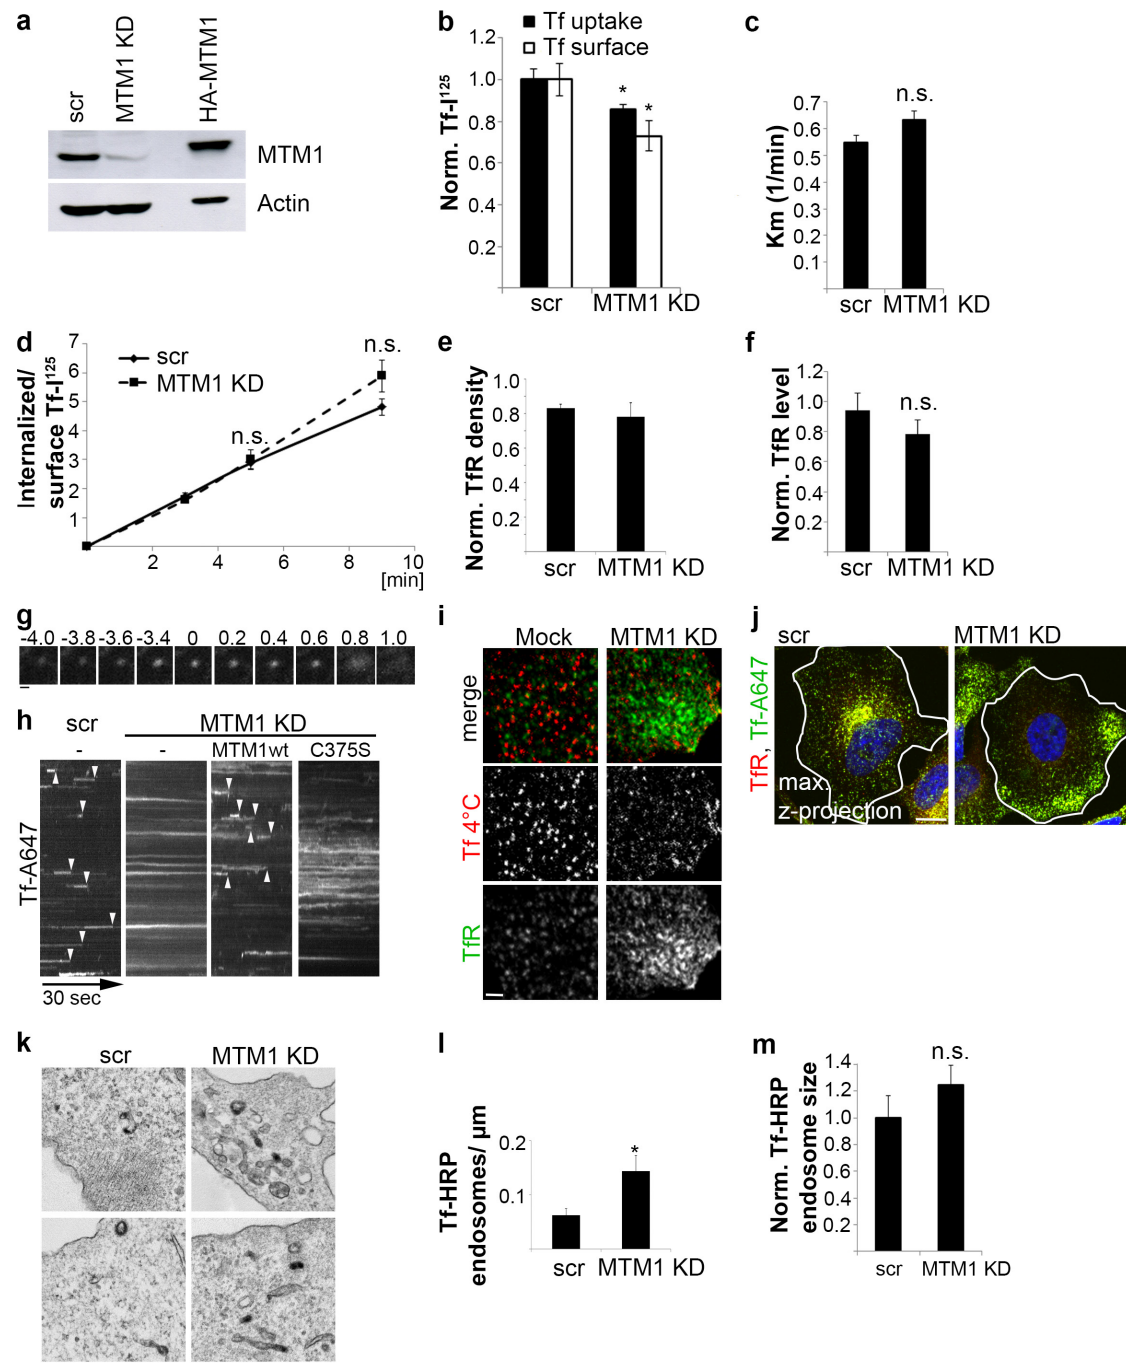 a
scr
MTM1 KD
HA-MTM1
MTM1
Actin
b
Tf uptake
Tf surface
Norm. Tf-I¹²⁵
1.2
1.0
0.8
0.6
0.4
0.2
*
*
scr
MTM1 KD
c
Km (1/min)
0.7
0.6
0.5
0.4
0.3
0.2
0.1
n.s.
scr MTM1 KD
d
Internalized/
surface Tf-I¹²⁵
7
6
5
4
3
2
1
scr
MTM1 KD
n.s.
n.s.
2 4 6 8 10
[min]
e
Norm. TfR density
1.0
0.8
0.6
0.4
0.2
scr MTM1 KD
f
Norm. TfR level
1.2
1.0
0.8
0.6
0.4
0.2
n.s.
scr MTM1 KD
g
-4.0 -3.8 -3.6 -3.4 0 0.2 0.4 0.6 0.8 1.0
h
scr MTM1 KD
- - MTM1wt C375S
Tf-A647
30 sec
i
Mock MTM1 KD
merge
Tf 4°C
TfR
j
scr MTM1 KD
TfR, Tf-A647
max.
z-projection
k
scr MTM1 KD
l
Tf-HRP
endosomes/ µm
0.2
0.1
*
scr MTM1 KD
m
Norm. Tf-HRP
endosome size
1.4
1.2
1.0
0.8
0.6
0.4
0.2
n.s.
scr MTM1 KD